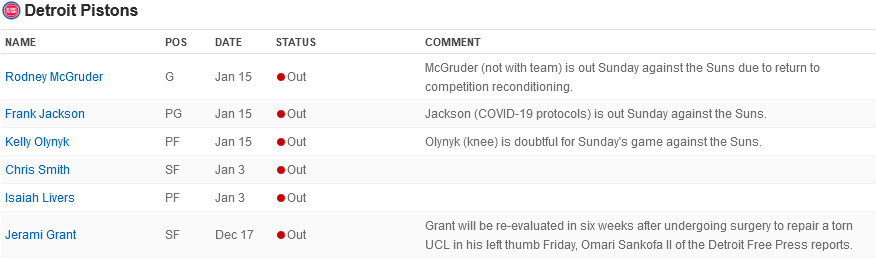 Detroit Pistons
NAME POS DATE STATUS COMMENT
Rodney McGruder G Jan 15 Out McGruder (not with team) is out Sunday against the Suns due to return to
competition reconditioning.
Frank Jackson PG Jan 15 Out Jackson (COVID-19 protocols) is out Sunday against the Suns.
Kelly Olynyk PF Jan 15 Out Olynyk (knee) is doubtful for Sunday's game against the Suns.
Chris Smith SF Jan 3 Out
Isaiah Livers PF Jan 3 Out
Jerami Grant SF Dec 17 Out Grant will be re-evaluated in six weeks after undergoing surgery to repair a torn
UCL in his left thumb Friday, Omari Sankofa II of the Detroit Free Press reports.